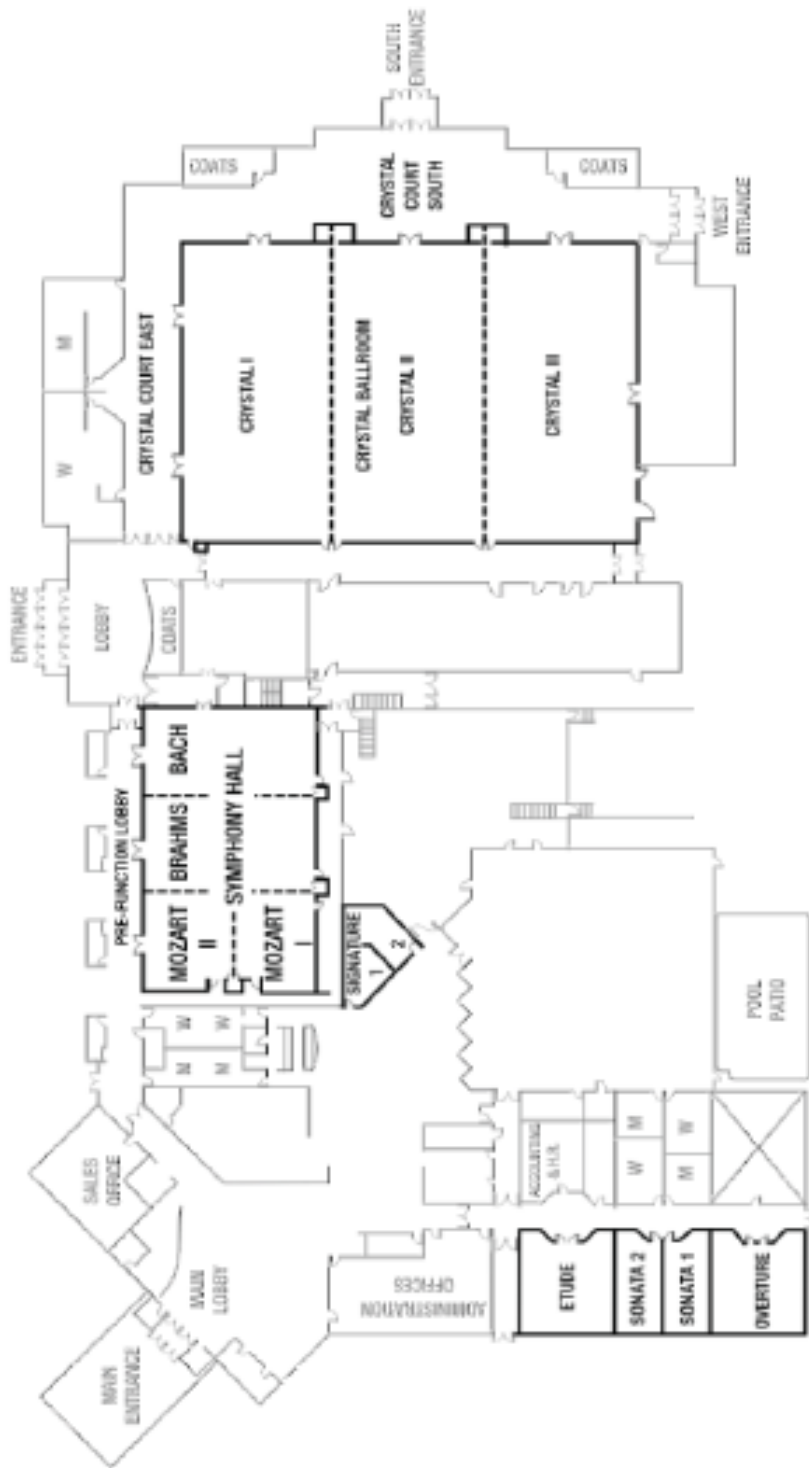 SOUTH
ENTRANCE
COATS
CRYSTAL
COURT
SOUTH
COATS
WEST
ENTRANCE
M
W
CRYSTAL COURT EAST
CRYSTAL I
CRYSTAL BALLROOM
CRYSTAL II
CRYSTAL III
ENTRANCE
LOBBY
COATS
PRE-FUNCTION LOBBY
BACH
BRAHMS
SYMPHONY HALL
MOZART
II
MOZART
I
SIGNATURE
1
2
W
W
M
M
POOL
PATIO
SALES
OFFICE
MAIN
LOBBY
MAIN
ENTRANCE
ACCOUNTING
& H.R.
M
W
W
M
ADMINISTRATION
OFFICES
ETUDE
SONATA 2
SONATA 1
OVERTURE